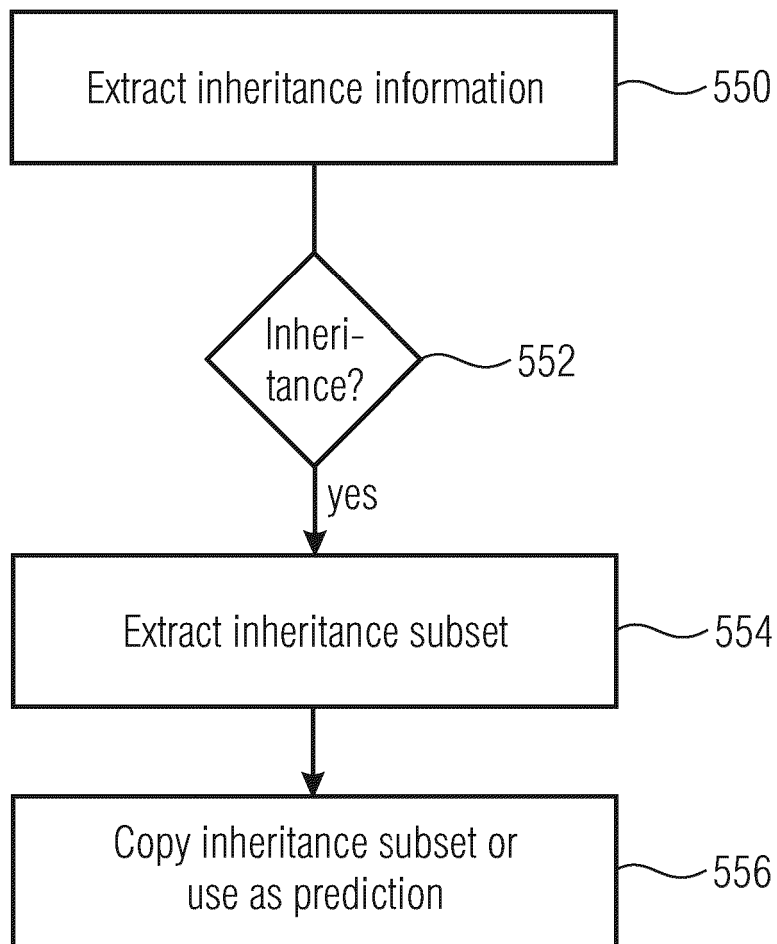 Extract inheritance information
550
Inheri-
tance?
552
yes
Extract inheritance subset
554
Copy inheritance subset or
use as prediction
556